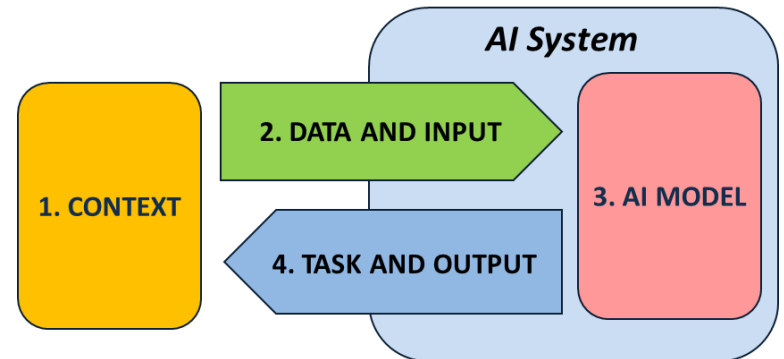 AI System
2. DATA AND INPUT
1. CONTEXT
3. AI MODEL
4. TASK AND OUTPUT